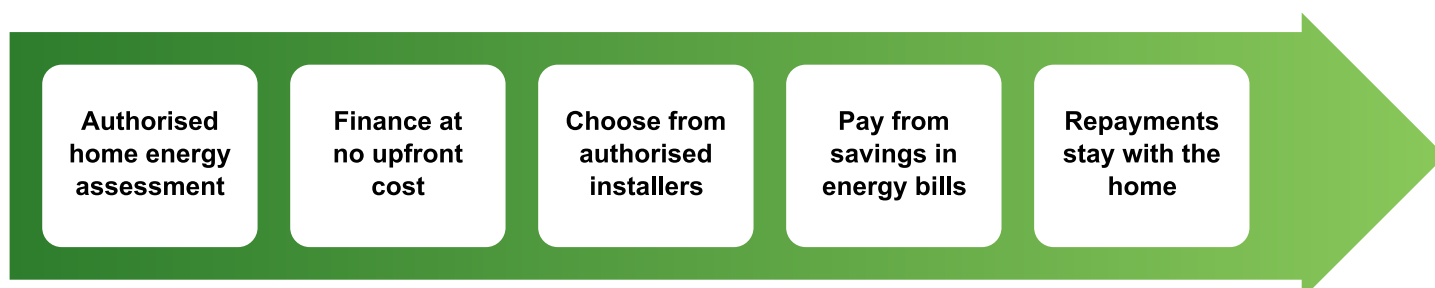 Authorised
home energy
assessment
Finance at
no upfront
cost
Choose from
authorised
installers
Pay from
savings in
energy bills
Repayments
stay with the
home